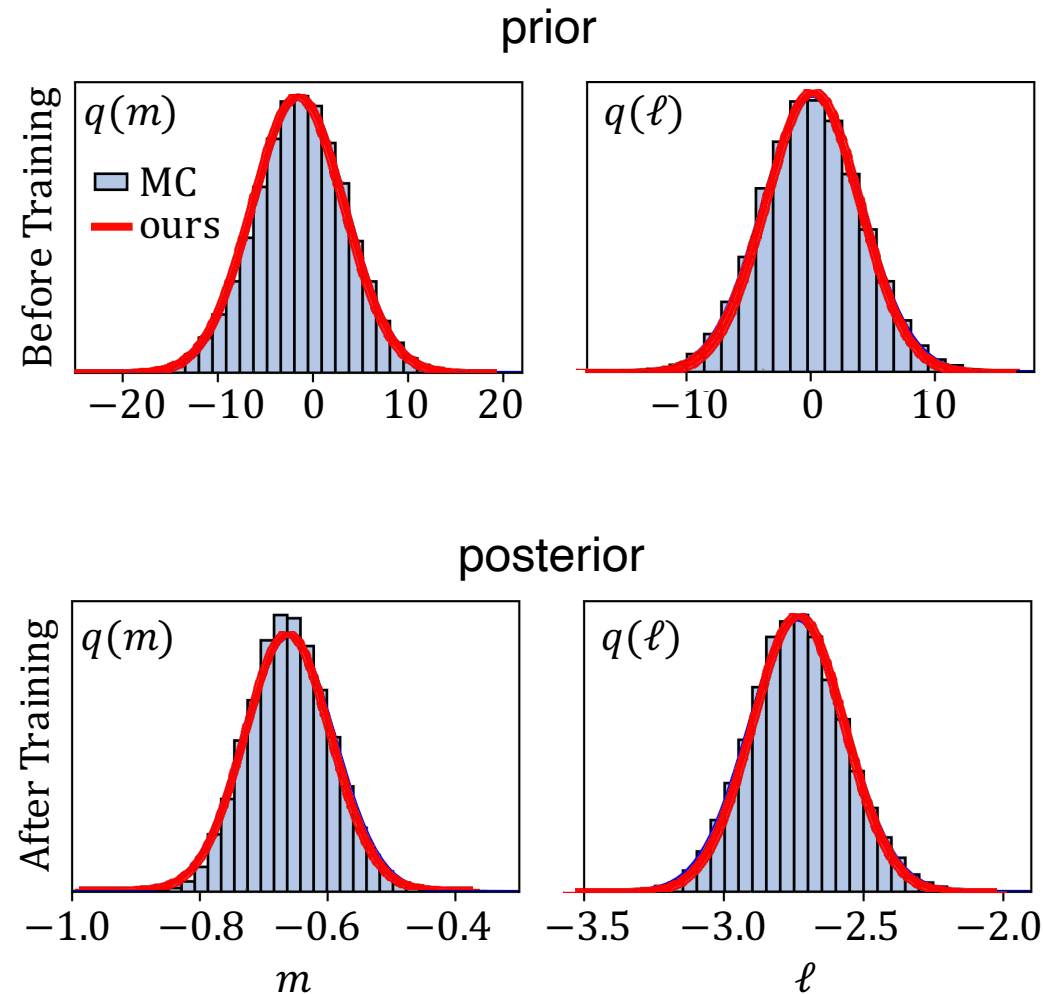 prior
Before Training
q(m)
MC
ours
−20 −10 0 10 20
q(ℓ)
−10 0 10
posterior
After Training
q(m)
−1.0 −0.8 −0.6 −0.4
m
q(ℓ)
−3.5 −3.0 −2.5 −2.0
ℓ